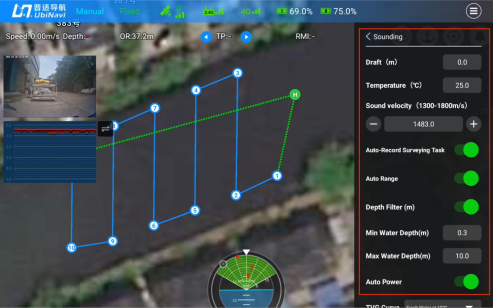 普迈导航
UbiNavi
Manual
Fixed
4G
69.0%
75.0%
383号
Speed:0.00m/s Depth:
OR:37.2m
TP:-
RMI:-
Sounding
Draft (m)
0.0
Temperature (℃)
25.0
Sound velocity (1300-1800m/s)
1483.0
Auto-Record Surveying Task
Auto Range
Depth Filter (m)
Min Water Depth(m)
0.3
Max Water Depth(m)
10.0
Auto Power
TVG Curve
H
1
2
3
4
5
6
7
9
10